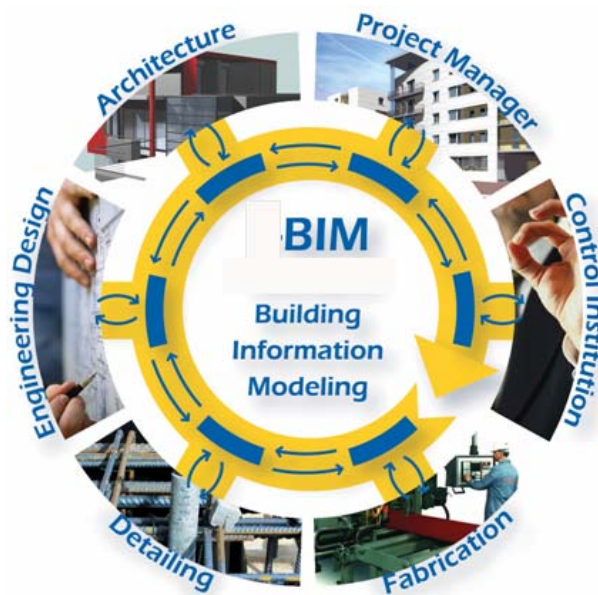 Architecture
Project Manager
Engineering Design
Control Institution
-BIM
Building
Information
Modeling
Detailing
Fabrication